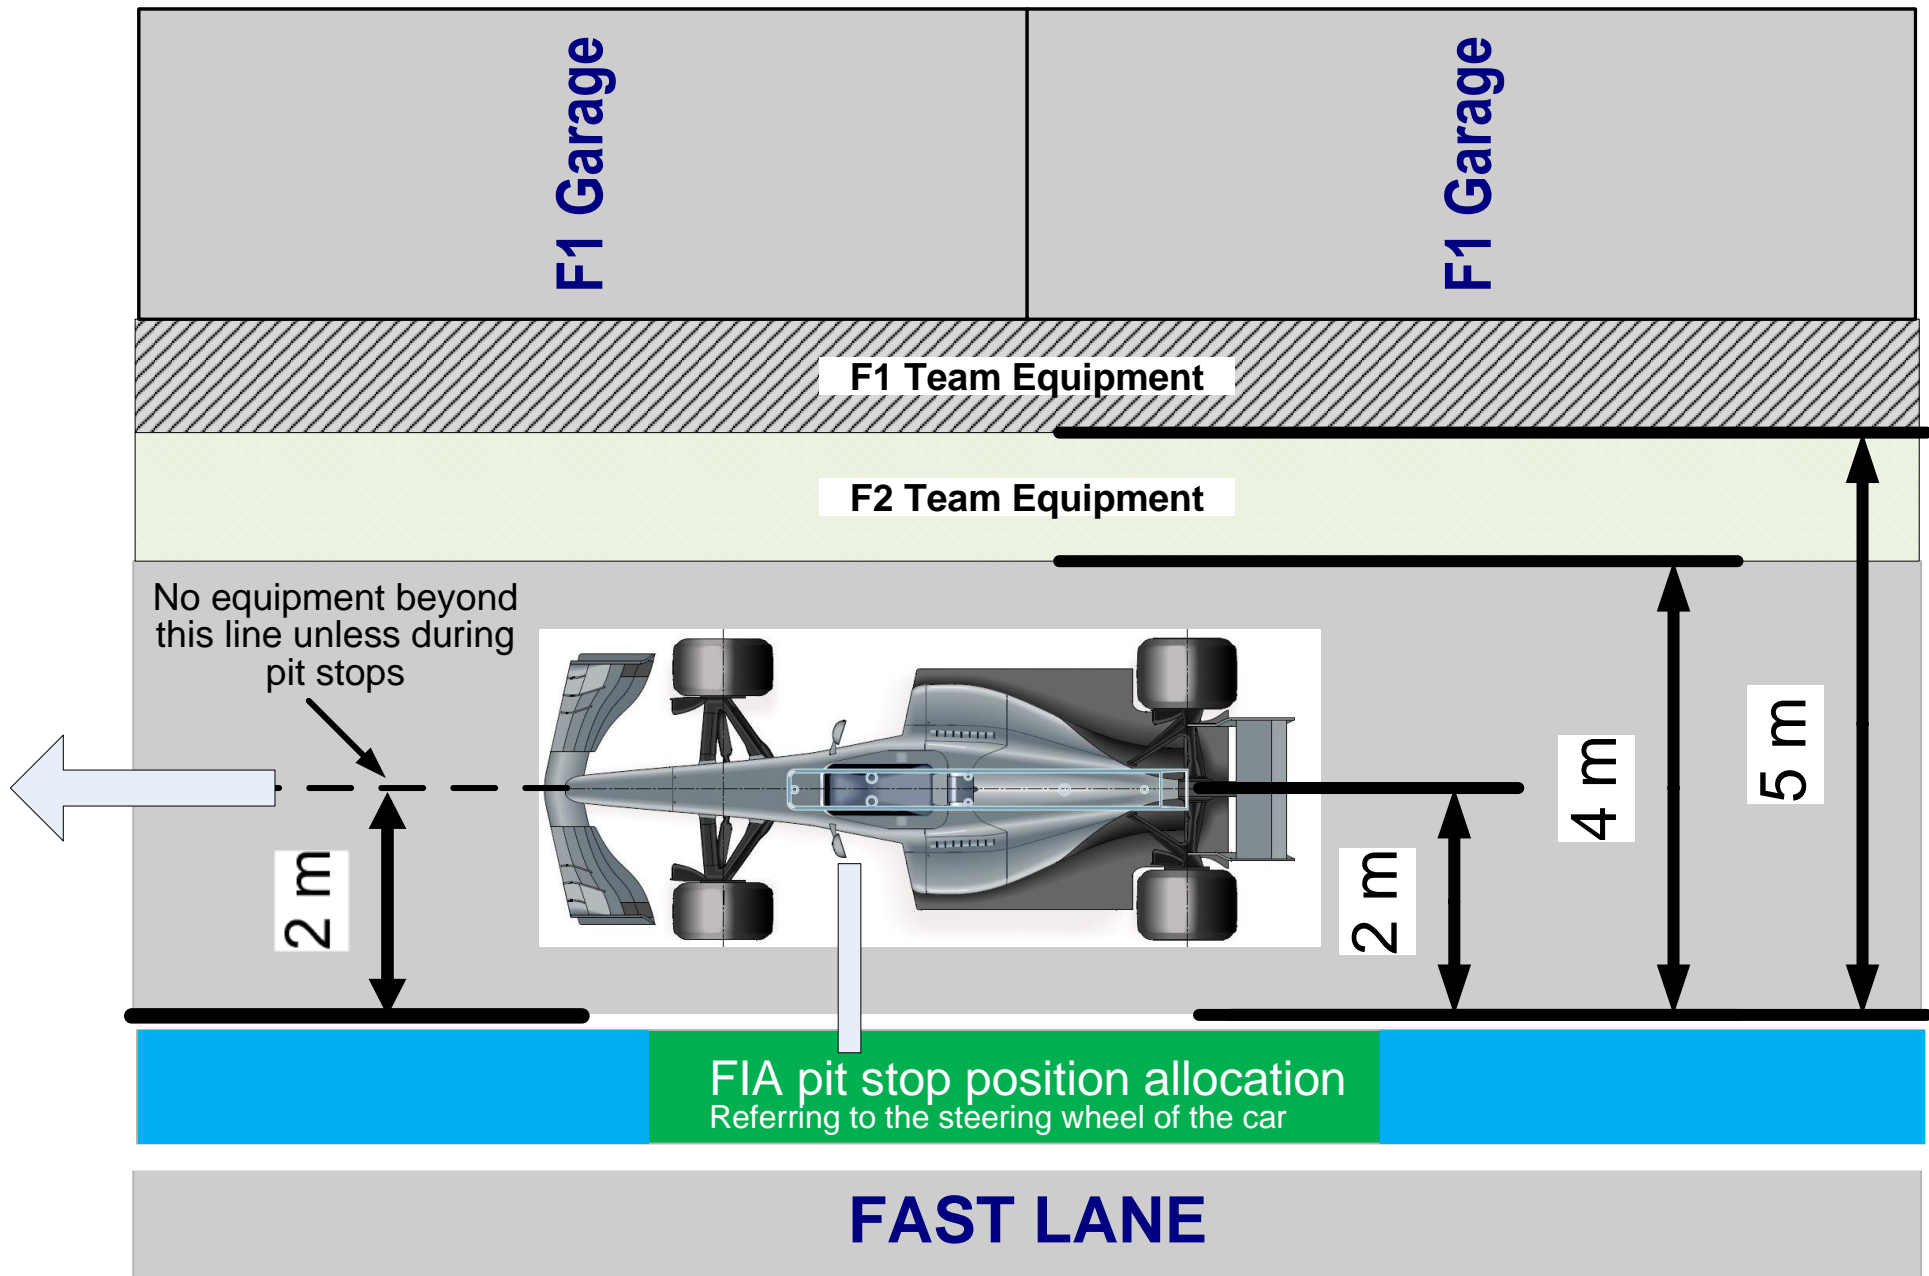 F1 Garage
F1 Garage
F1 Team Equipment
F2 Team Equipment
No equipment beyond
this line unless during
pit stops
2 m
2 m
4 m
5 m
FIA pit stop position allocation
Referring to the steering wheel of the car
FAST LANE